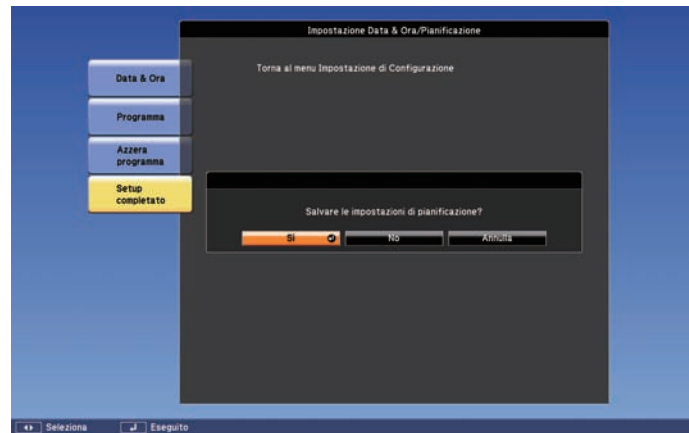 Impostazione Data & Ora/Pianificazione
Torna al menu Impostazione di Configurazione
Data & Ora
Programma
Azzera
programma
Setup
completato
Salvare le impostazioni di pianificazione?
Sì No Annulla
Seleziona Eseguito